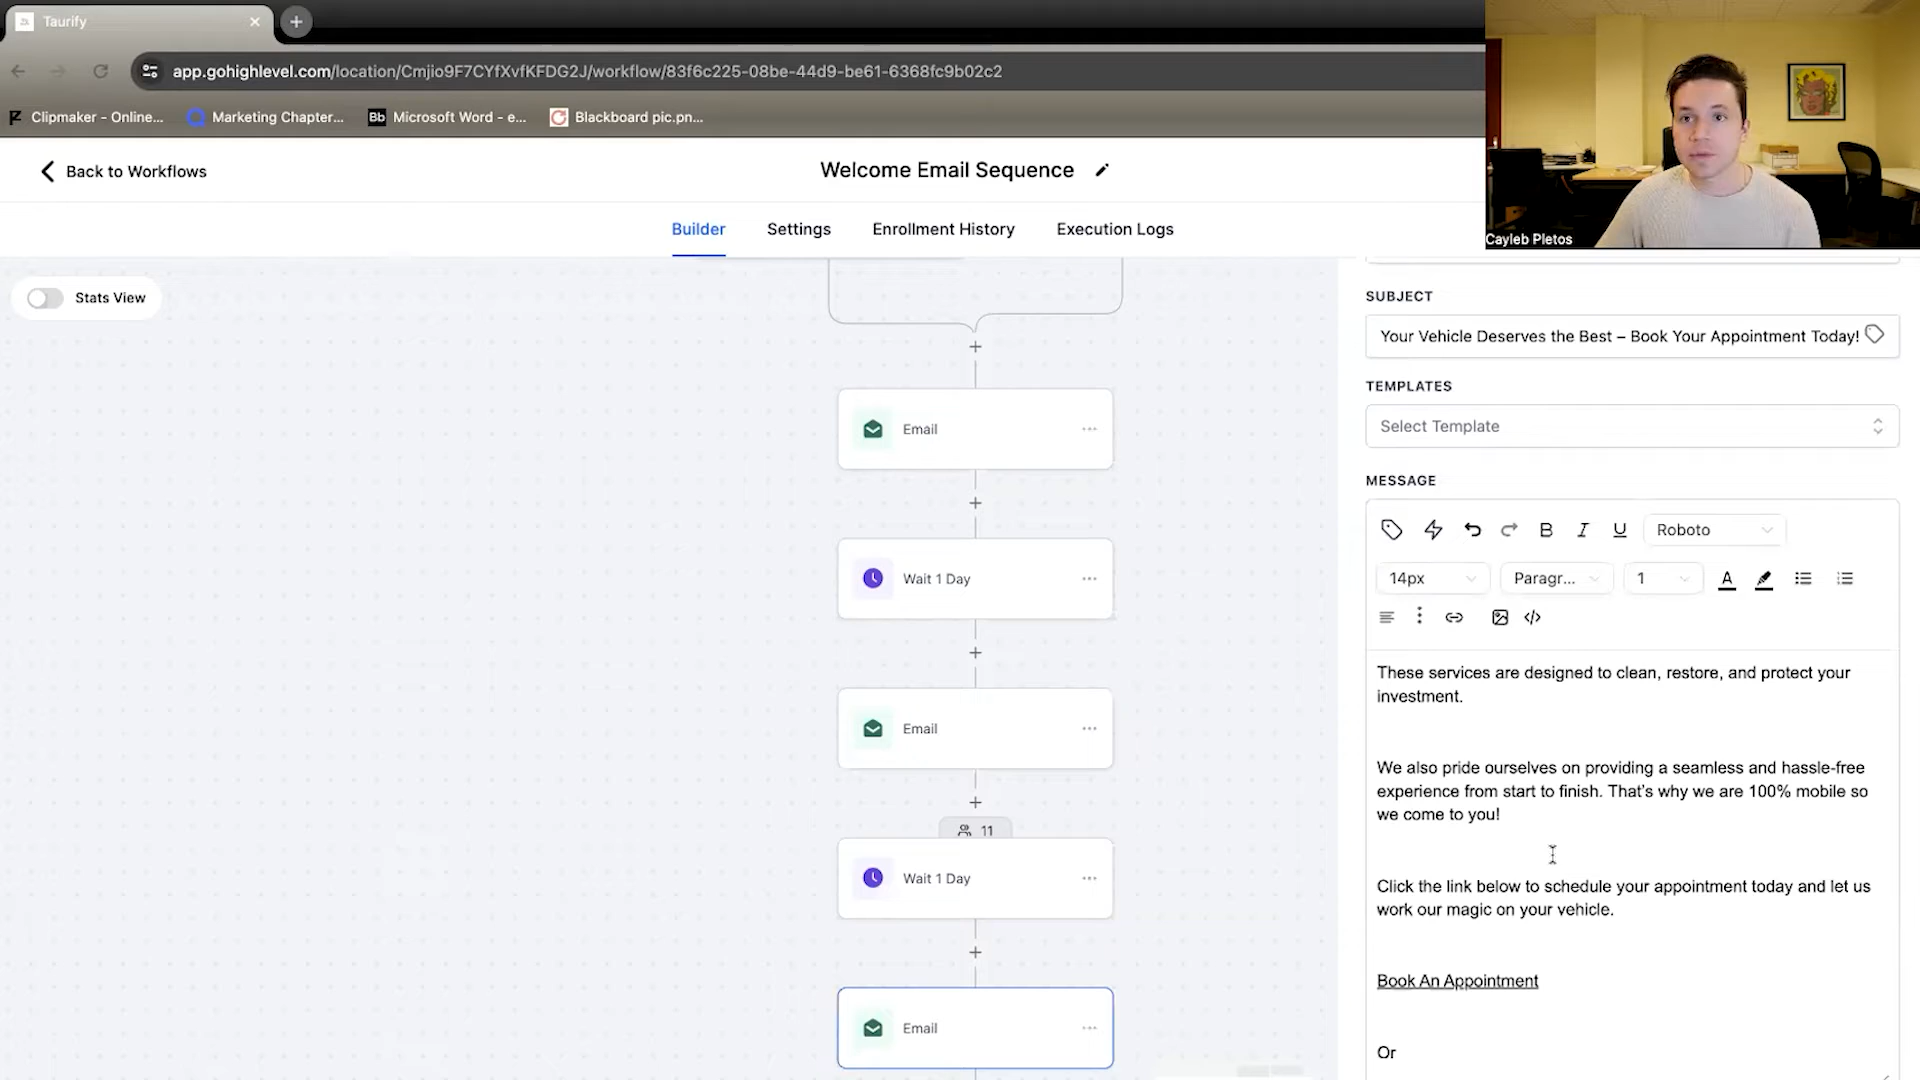 Taurify
app.gohighlevel.com/location/Cmjio9F7CYfXvfKFDG2J/workflow/83f6c225-08be-44d9-be61-6368fc9b02c2
Clipmaker - Online...
Marketing Chapter...
Bb
Microsoft Word - e...
Blackboard pic.pn...
Back to Workflows
Welcome Email Sequence
Builder
Settings
Enrollment History
Execution Logs
Cayleb Pletos
Stats View
Email
Wait 1 Day
Email
11
Wait 1 Day
Email
SUBJECT
Your Vehicle Deserves the Best – Book Your Appointment Today!
TEMPLATES
Select Template
MESSAGE
B I U Roboto
14px Paragr... 1 A
These services are designed to clean, restore, and protect your
investment.
We also pride ourselves on providing a seamless and hassle-free
experience from start to finish. That's why we are 100% mobile so
we come to you!
Click the link below to schedule your appointment today and let us
work our magic on your vehicle.
Book An Appointment
Or